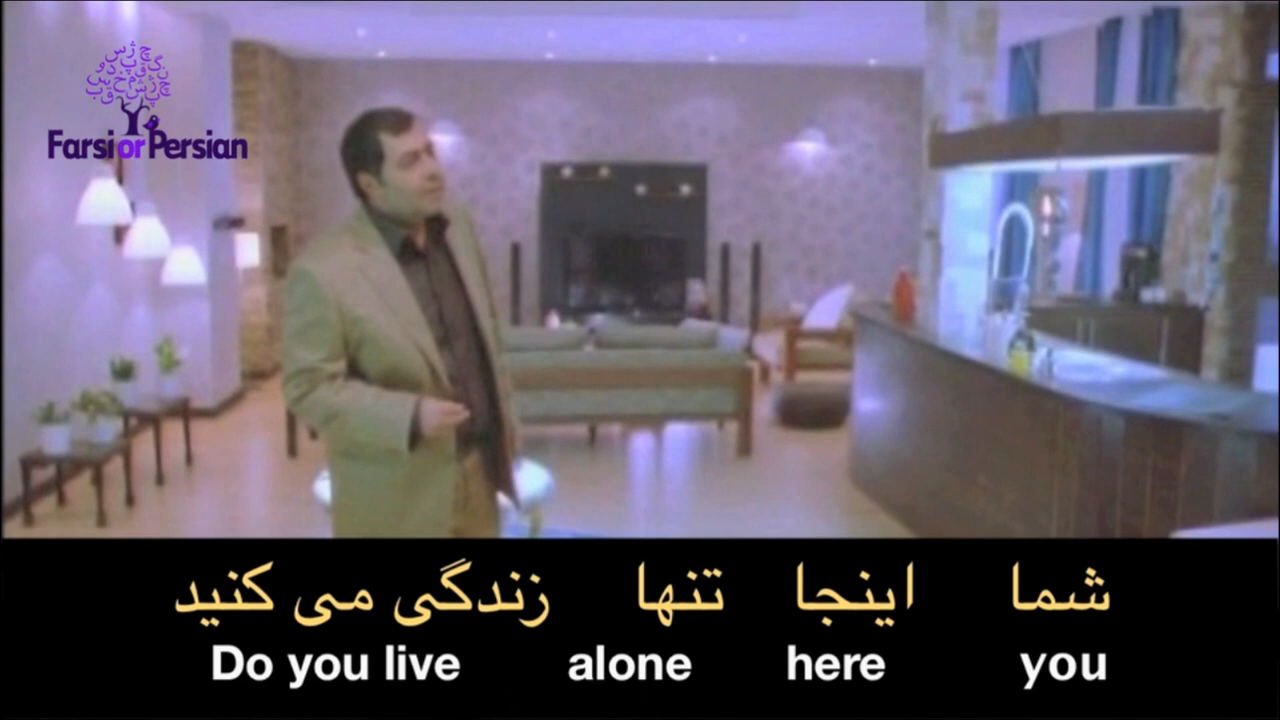 Farsi or Persian
شما اینجا تنها زندگی می کنید
Do you live alone here you